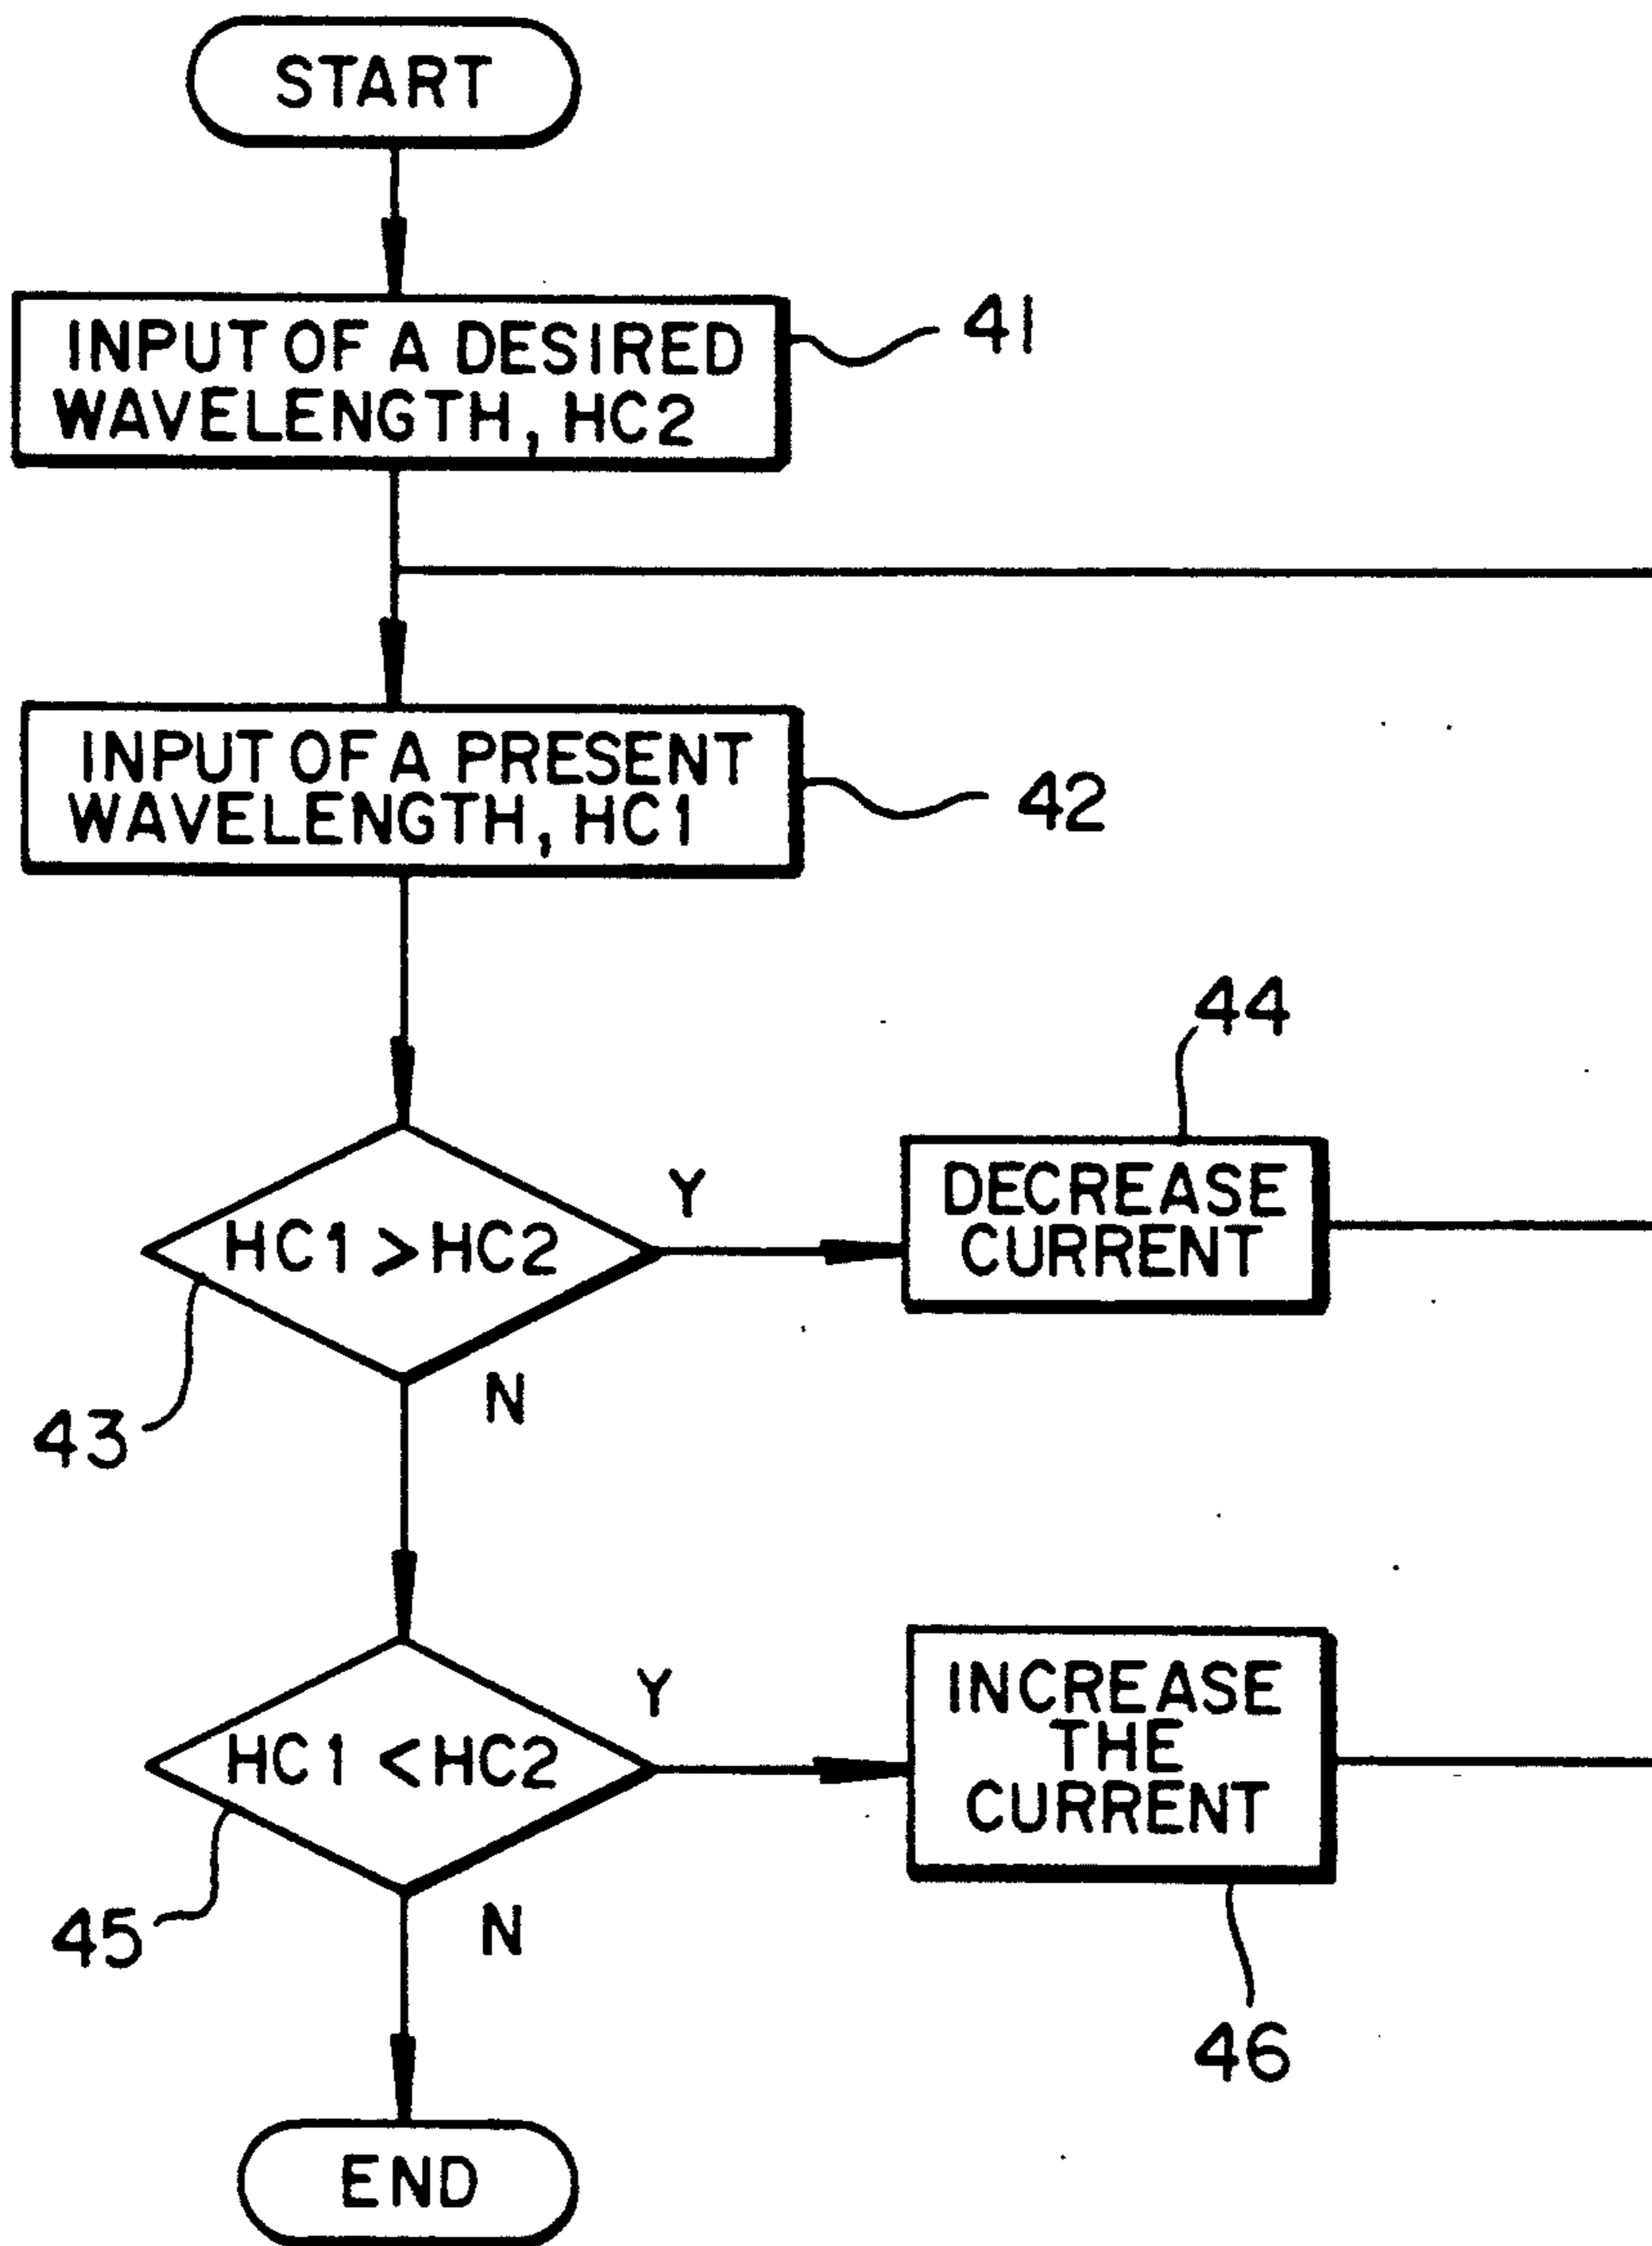 START
INPUT OF A DESIRED
WAVELENGTH, HC2
41
INPUT OF A PRESENT
WAVELENGTH, HC1
42
44
HC1 > HC2
Y
DECREASE
CURRENT
N
43
HC1 < HC2
Y
INCREASE
THE
CURRENT
N
45
46
END